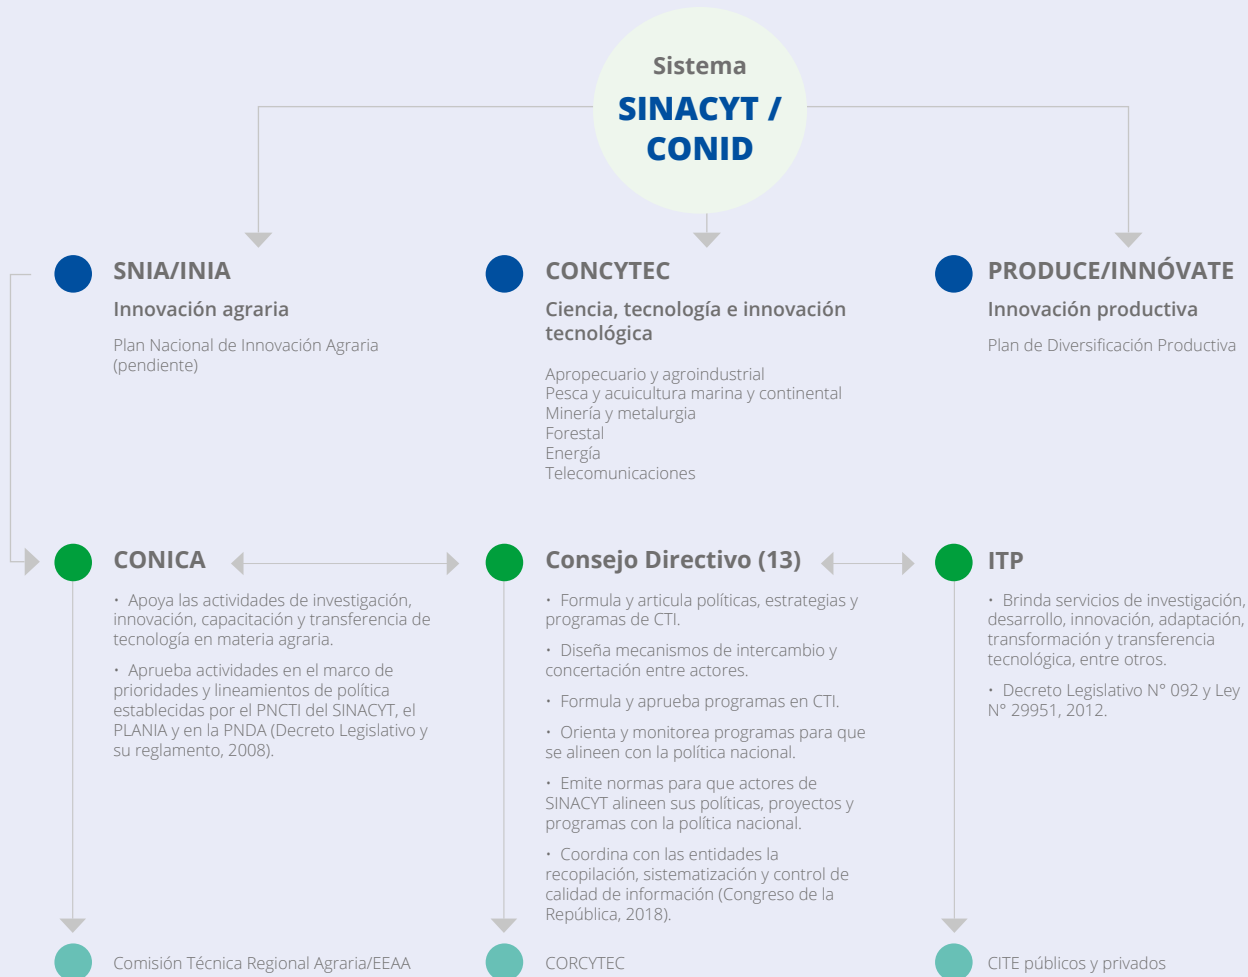 Sistema
SINACYT /
CONID
SNIA/INIA
Innovación agraria
Plan Nacional de Innovación Agraria
(pendiente)
CONCYTEC
Ciencia, tecnología e innovación
tecnológica
Apropecuario y agroindustrial
Pesca y acuicultura marina y continental
Minería y metalurgia
Forestal
Energía
Telecomunicaciones
PRODUCE/INNÓVATE
Innovación productiva
Plan de Diversificación Productiva
CONICA
• Apoya las actividades de investigación,
innovación, capacitación y transferencia de
tecnología en materia agraria.
• Aprueba actividades en el marco de
prioridades y lineamientos de política
establecidas por el PNCTI del SINACYT, el
PLANIA y en la PNDA (Decreto Legislativo y
su reglamento, 2008).
Consejo Directivo (13)
• Formula y articula políticas, estrategias y
programas de CTI.
• Diseña mecanismos de intercambio y
concertación entre actores.
• Formula y aprueba programas en CTI.
• Orienta y monitorea programas para que
se alineen con la política nacional.
• Emite normas para que actores de
SINACYT alineen sus políticas, proyectos y
programas con la política nacional.
• Coordina con las entidades la
recopilación, sistematización y control de
calidad de información (Congreso de la
República, 2018).
ITP
• Brinda servicios de investigación,
desarrollo, innovación, adaptación,
transformación y transferencia
tecnológica, entre otros.
• Decreto Legislativo N° 092 y Ley
N° 29951, 2012.
Comisión Técnica Regional Agraria/EEAA
CORCYTEC
CITE públicos y privados